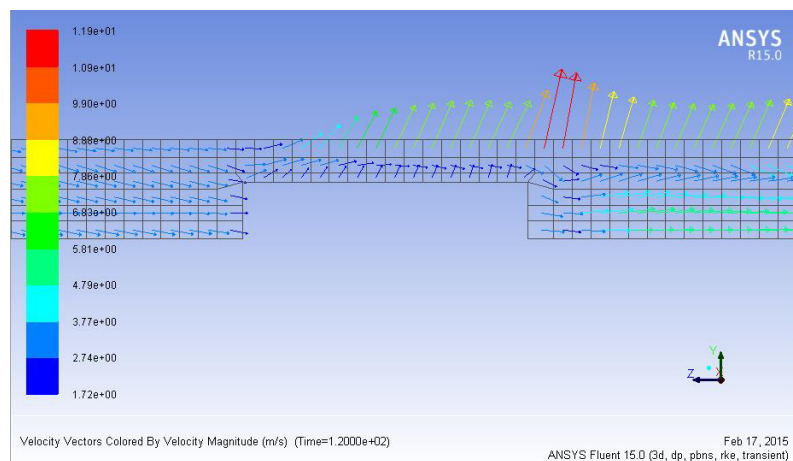 1.19e+01
1.09e+01
9.90e+00
8.88e+00
7.86e+00
6.83e+00
5.81e+00
4.79e+00
3.77e+00
2.74e+00
1.72e+00
ANSYS
R15.0
Y
Z
X
Velocity Vectors Colored By Velocity Magnitude (m/s) (Time=1.2000e+02)
Feb 17, 2015
ANSYS Fluent 15.0 (3d, dp, pbns, rke, transient)